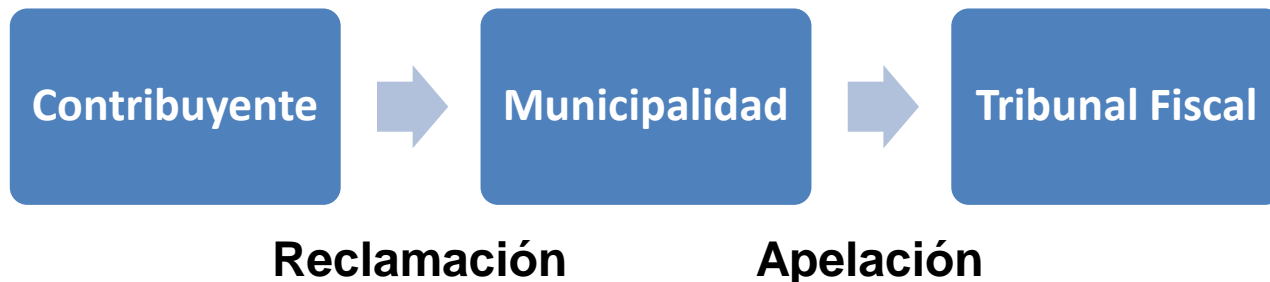 Contribuyente
Municipalidad
Tribunal Fiscal
Reclamación
Apelación